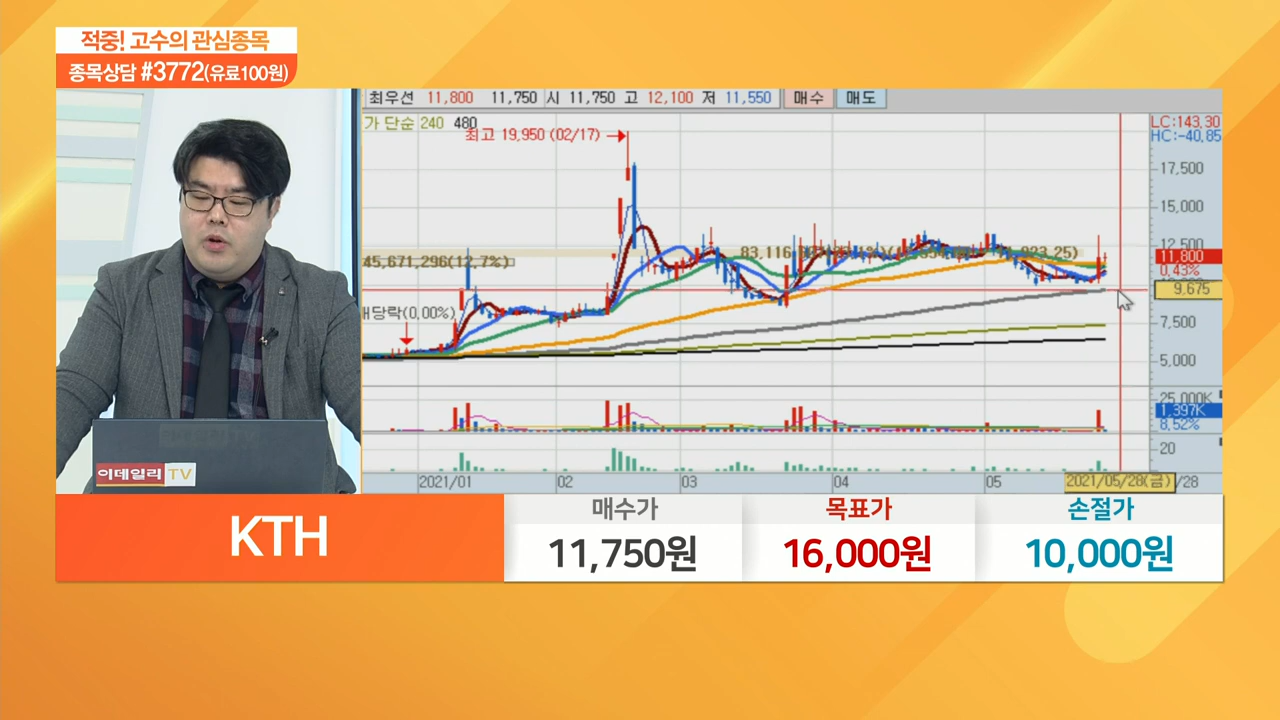 적중! 고수의 관심종목
종목상담 #3772(유료100원)
최우선 11,800 11,750 시 11,750 고 12,100 저 11,550 매수 매도
가 단순 240 480
최고 19,950 (02/17)
LC:143,30
HC:-40,85
17,500
15,000
12,500
11,800
0,43%
9,675
7,500
5,000
45,671,296(12,7%)
83,116
923,25)
배당락(0,00%)
25,000K
1,397K
8,52%
20
2021/01 02 03 04 05 2021/05/28(금) /28
이데일리 TV
KTH
매수가 목표가 손절가
11,750원 16,000원 10,000원